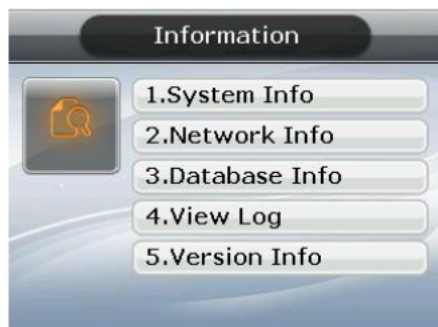 Information
1.System Info
2.Network Info
3.Database Info
4.View Log
5.Version Info